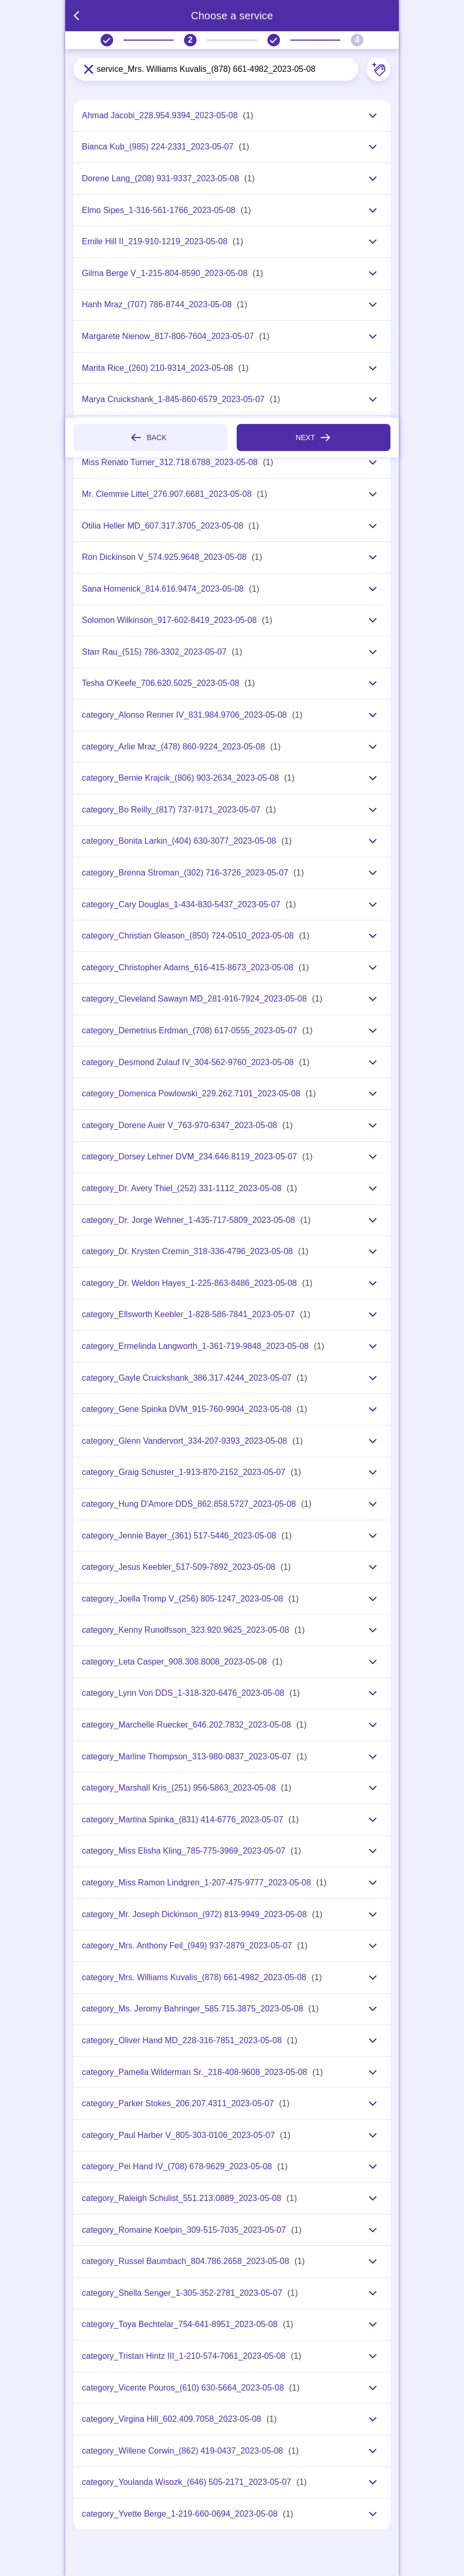 Choose a service
2
4
service_Mrs. Williams Kuvalis_(878) 661-4982_2023-05-08
Ahmad Jacobi_228.954.9394_2023-05-08 (1)
Bianca Kub_(985) 224-2331_2023-05-07 (1)
Dorene Lang_(208) 931-9337_2023-05-08 (1)
Elmo Sipes_1-316-561-1766_2023-05-08 (1)
Emile Hill II_219-910-1219_2023-05-08 (1)
Gilma Berge V_1-215-804-8590_2023-05-08 (1)
Hanh Mraz_(707) 786-8744_2023-05-08 (1)
Margarete Nienow_817-806-7604_2023-05-07 (1)
Marita Rice_(260) 210-9314_2023-05-08 (1)
Marya Cruickshank_1-845-860-6579_2023-05-07 (1)
BACK
NEXT
Miss Renato Turner_312.718.6788_2023-05-08 (1)
Mr. Clemmie Littel_276.907.6681_2023-05-08 (1)
Otilia Heller MD_607.317.3705_2023-05-08 (1)
Ron Dickinson V_574.925.9648_2023-05-08 (1)
Sana Homenick_814.616.9474_2023-05-08 (1)
Solomon Wilkinson_917-602-8419_2023-05-08 (1)
Starr Rau_(515) 786-3302_2023-05-07 (1)
Tesha O'Keefe_706.620.5025_2023-05-08 (1)
category_Alonso Renner IV_831.984.9706_2023-05-08 (1)
category_Arlie Mraz_(478) 860-9224_2023-05-08 (1)
category_Bernie Krajcik_(806) 903-2634_2023-05-08 (1)
category_Bo Reilly_(817) 737-9171_2023-05-07 (1)
category_Bonita Larkin_(404) 630-3077_2023-05-08 (1)
category_Brenna Stroman_(302) 716-3726_2023-05-07 (1)
category_Cary Douglas_1-434-830-5437_2023-05-07 (1)
category_Christian Gleason_(850) 724-0510_2023-05-08 (1)
category_Christopher Adams_616-415-8673_2023-05-08 (1)
category_Cleveland Sawayn MD_281-916-7924_2023-05-08 (1)
category_Demetrius Erdman_(708) 617-0555_2023-05-07 (1)
category_Desmond Zulauf IV_304-562-9760_2023-05-08 (1)
category_Domenica Powlowski_229.262.7101_2023-05-08 (1)
category_Dorene Auer V_763-970-6347_2023-05-08 (1)
category_Dorsey Lehner DVM_234.646.8119_2023-05-07 (1)
category_Dr. Avery Thiel_(252) 331-1112_2023-05-08 (1)
category_Dr. Jorge Wehner_1-435-717-5809_2023-05-08 (1)
category_Dr. Krysten Cremin_318-336-4796_2023-05-08 (1)
category_Dr. Weldon Hayes_1-225-863-8486_2023-05-08 (1)
category_Ellsworth Keebler_1-828-586-7841_2023-05-07 (1)
category_Ermelinda Langworth_1-361-719-9848_2023-05-08 (1)
category_Gayle Cruickshank_386.317.4244_2023-05-07 (1)
category_Gene Spinka DVM_915-760-9904_2023-05-08 (1)
category_Glenn Vandervort_334-207-9393_2023-05-08 (1)
category_Graig Schuster_1-913-870-2152_2023-05-07 (1)
category_Hung D'Amore DDS_862.858.5727_2023-05-08 (1)
category_Jennie Bayer_(361) 517-5446_2023-05-08 (1)
category_Jesus Keebler_517-509-7892_2023-05-08 (1)
category_Joella Tromp V_(256) 805-1247_2023-05-08 (1)
category_Kenny Runolfsson_323.920.9625_2023-05-08 (1)
category_Leta Casper_908.308.8008_2023-05-08 (1)
category_Lynn Von DDS_1-318-320-6476_2023-05-08 (1)
category_Marchelle Ruecker_646.202.7832_2023-05-08 (1)
category_Marline Thompson_313-980-0837_2023-05-07 (1)
category_Marshall Kris_(251) 956-5863_2023-05-08 (1)
category_Martina Spinka_(831) 414-6776_2023-05-07 (1)
category_Miss Elisha Kling_785-775-3969_2023-05-07 (1)
category_Miss Ramon Lindgren_1-207-475-9777_2023-05-08 (1)
category_Mr. Joseph Dickinson_(972) 813-9949_2023-05-08 (1)
category_Mrs. Anthony Feil_(949) 937-2879_2023-05-07 (1)
category_Mrs. Williams Kuvalis_(878) 661-4982_2023-05-08 (1)
category_Ms. Jeromy Bahringer_585.715.3875_2023-05-08 (1)
category_Oliver Hand MD_228-316-7851_2023-05-08 (1)
category_Pamella Wilderman Sr._218-408-9608_2023-05-08 (1)
category_Parker Stokes_206.207.4311_2023-05-07 (1)
category_Paul Harber V_805-303-0106_2023-05-07 (1)
category_Pei Hand IV_(708) 678-9629_2023-05-08 (1)
category_Raleigh Schulist_551.213.0889_2023-05-08 (1)
category_Romaine Koelpin_309-515-7035_2023-05-07 (1)
category_Russel Baumbach_804.786.2658_2023-05-08 (1)
category_Shella Senger_1-305-352-2781_2023-05-07 (1)
category_Toya Bechtelar_754-641-8951_2023-05-08 (1)
category_Tristan Hintz III_1-210-574-7061_2023-05-08 (1)
category_Vicente Pouros_(610) 630-5664_2023-05-08 (1)
category_Virgina Hill_602.409.7058_2023-05-08 (1)
category_Willene Corwin_(862) 419-0437_2023-05-08 (1)
category_Youlanda Wisozk_(646) 505-2171_2023-05-07 (1)
category_Yvette Berge_1-219-660-0694_2023-05-08 (1)